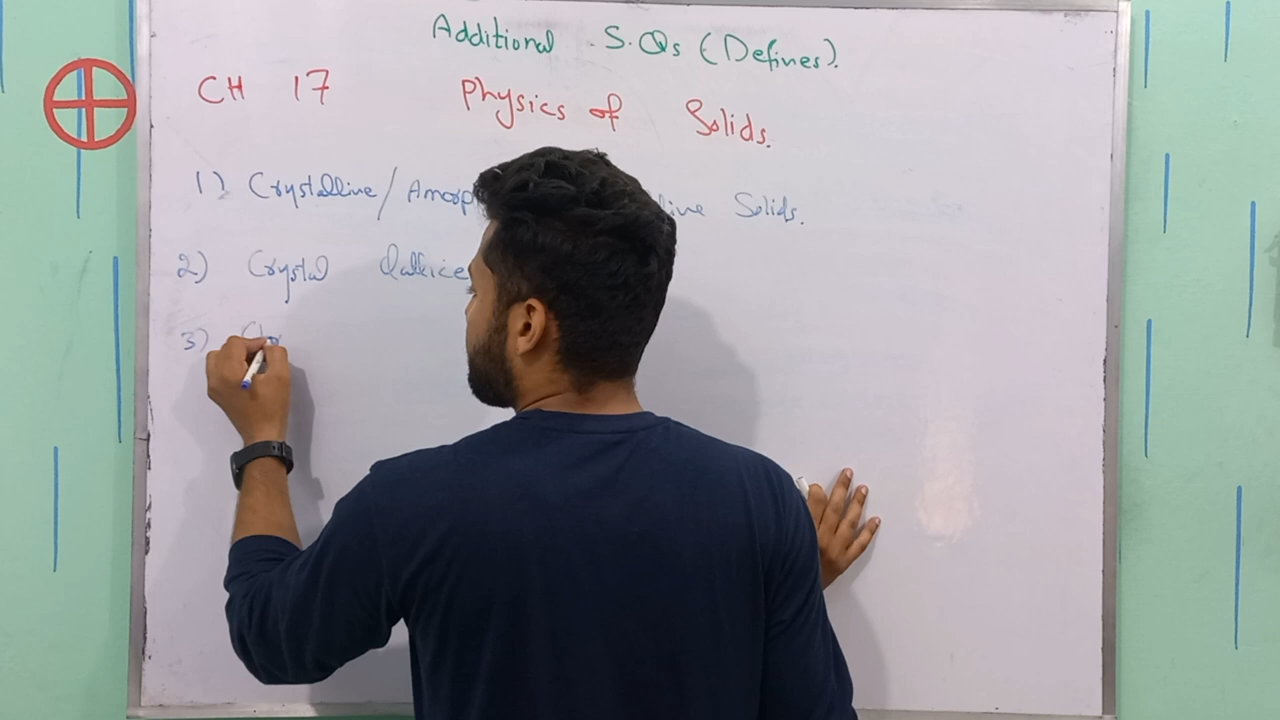 Additional S.Qs (Defines).
CH 17 Physics of Solids.
1) Crystalline/Amorp line Solids.
2) Crystal Lattice
3)